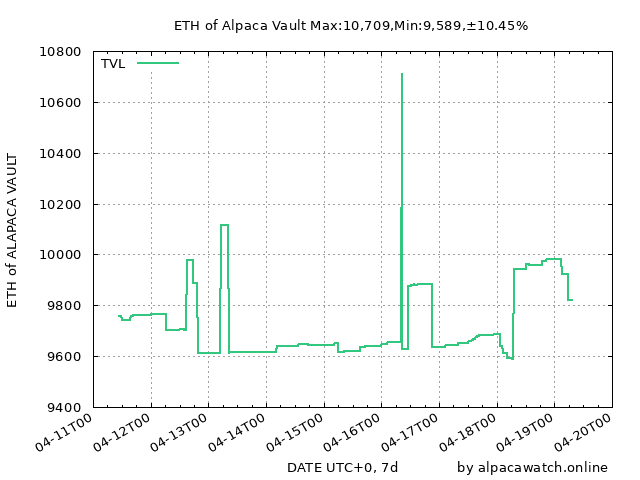 ETH of Alpaca Vault Max:10,709,Min:9,589,±10.45%
TVL
ETH of ALAPACA VAULT
10800
10600
10400
10200
10000
9800
9600
9400
04-11T00
04-12T00
04-13T00
04-14T00
04-15T00
04-16T00
04-17T00
04-18T00
04-19T00
04-20T00
DATE UTC+0, 7d
by alpacawatch.online